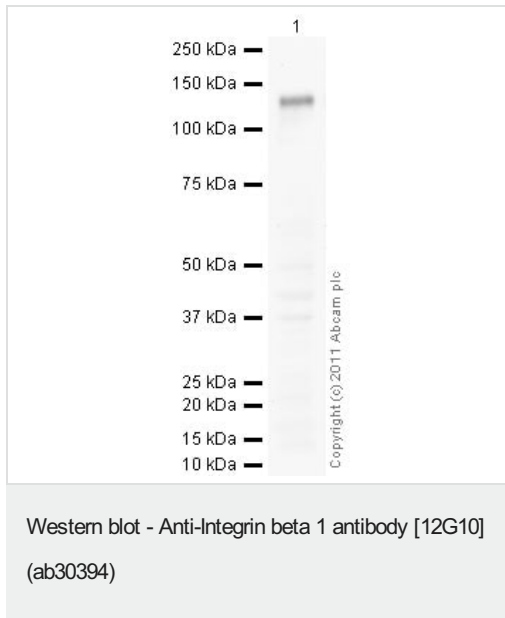 1
250 kDa
150 kDa
100 kDa
75 kDa
50 kDa
37 kDa
25 kDa
20 kDa
15 kDa
10 kDa
Copyright (c) 2011 Abcam plc
Western blot - Anti-Integrin beta 1 antibody [12G10]
(ab30394)